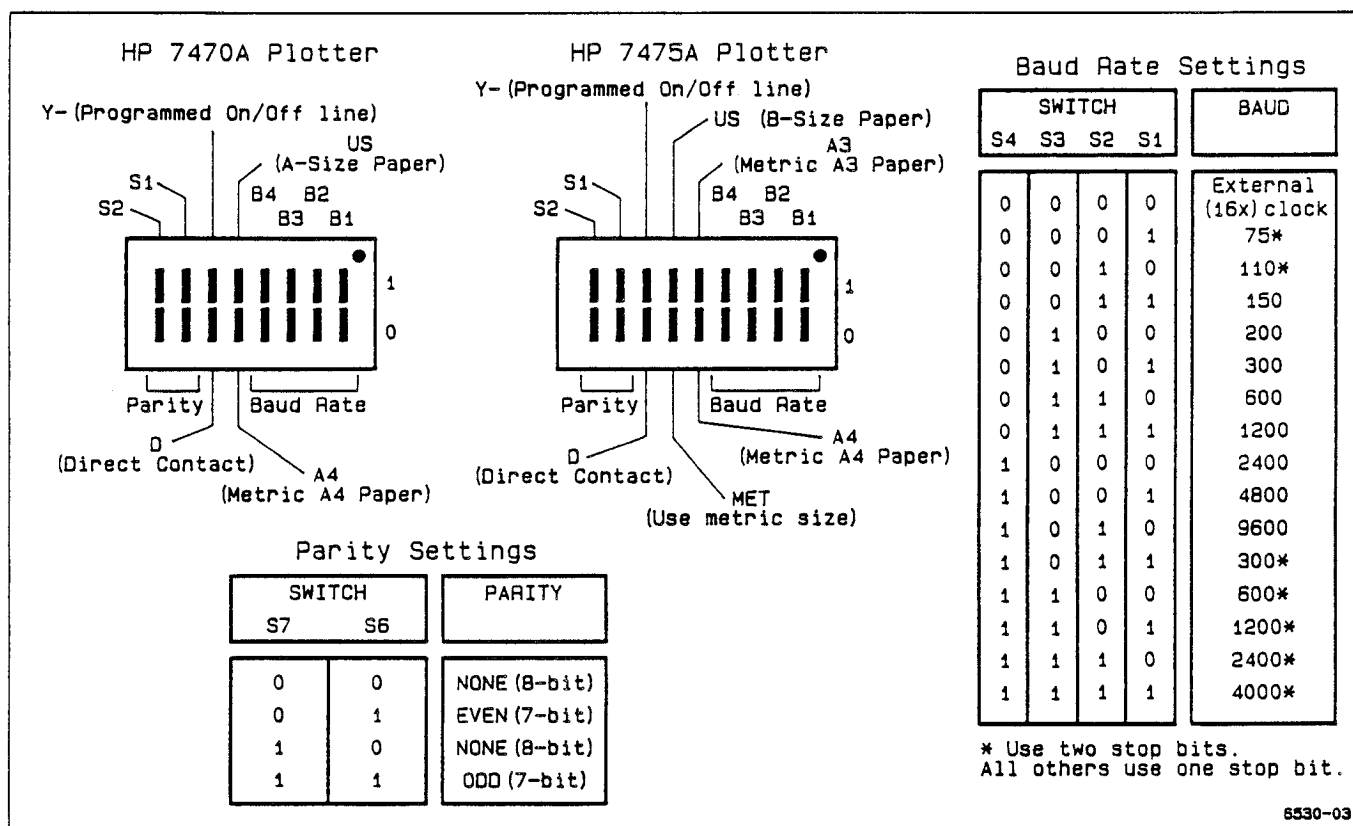 HP 7470A Plotter
Y- (Programmed On/Off line)
US
(A-Size Paper)
S1
S2
B4 B2
B3 B1
1
0
Parity
Baud Rate
D
(Direct Contact)
A4
(Metric A4 Paper)
HP 7475A Plotter
Y- (Programmed On/Off line)
US (B-Size Paper)
A3
(Metric A3 Paper)
S1
S2
B4 B2
B3 B1
1
0
Parity
Baud Rate
D
(Direct Contact)
A4
(Metric A4 Paper)
MET
(Use metric size)
Parity Settings
SWITCH PARITY
S7 S6
0 0 NONE (8-bit)
0 1 EVEN (7-bit)
1 0 NONE (8-bit)
1 1 ODD (7-bit)
Baud Rate Settings
SWITCH BAUD
S4 S3 S2 S1
0 0 0 0 External (16x) clock
0 0 0 1 75*
0 0 1 0 110*
0 0 1 1 150
0 1 0 0 200
0 1 0 1 300
0 1 1 0 600
0 1 1 1 1200
1 0 0 0 2400
1 0 0 1 4800
1 0 1 0 9600
1 0 1 1 300*
1 1 0 0 600*
1 1 0 1 1200*
1 1 1 0 2400*
1 1 1 1 4000*
* Use two stop bits.
All others use one stop bit.
6530-03